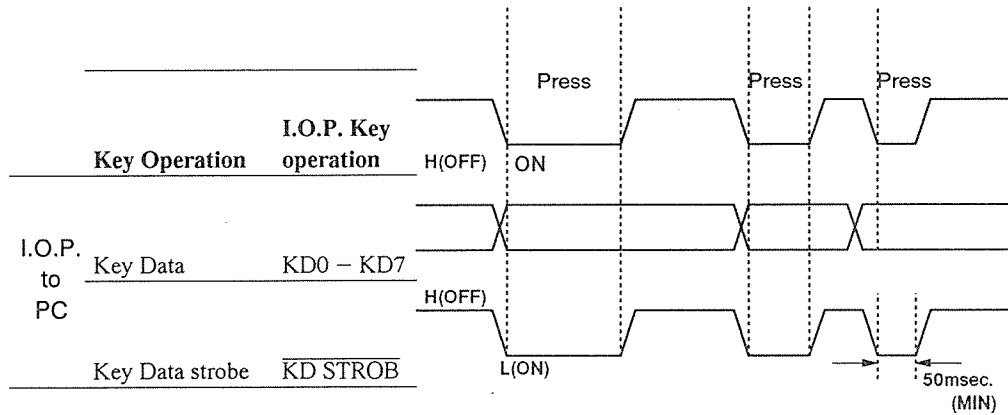 Press Press Press
I.O.P. Key
Key Operation operation H(OFF) ON
I.O.P.
to
PC
Key Data KD0 – KD7
H(OFF)
Key Data strobe KD STROB L(ON)
50msec.
(MIN)